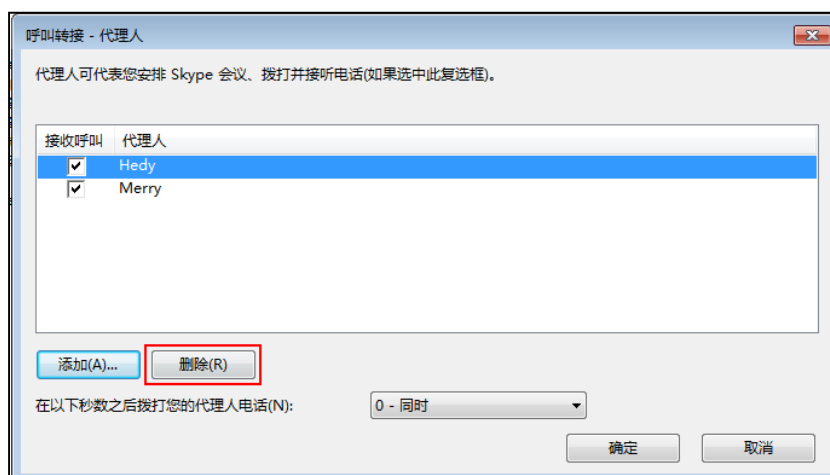 呼叫转接 - 代理人
代理人可代表您安排 Skype 会议、拨打并接听电话(如果选中此复选框)。
接收呼叫 代理人
Hedy
Merry
添加(A)... 删除(R)
在以下秒数之后拨打您的代理人电话(N): 0 - 同时
确定 取消